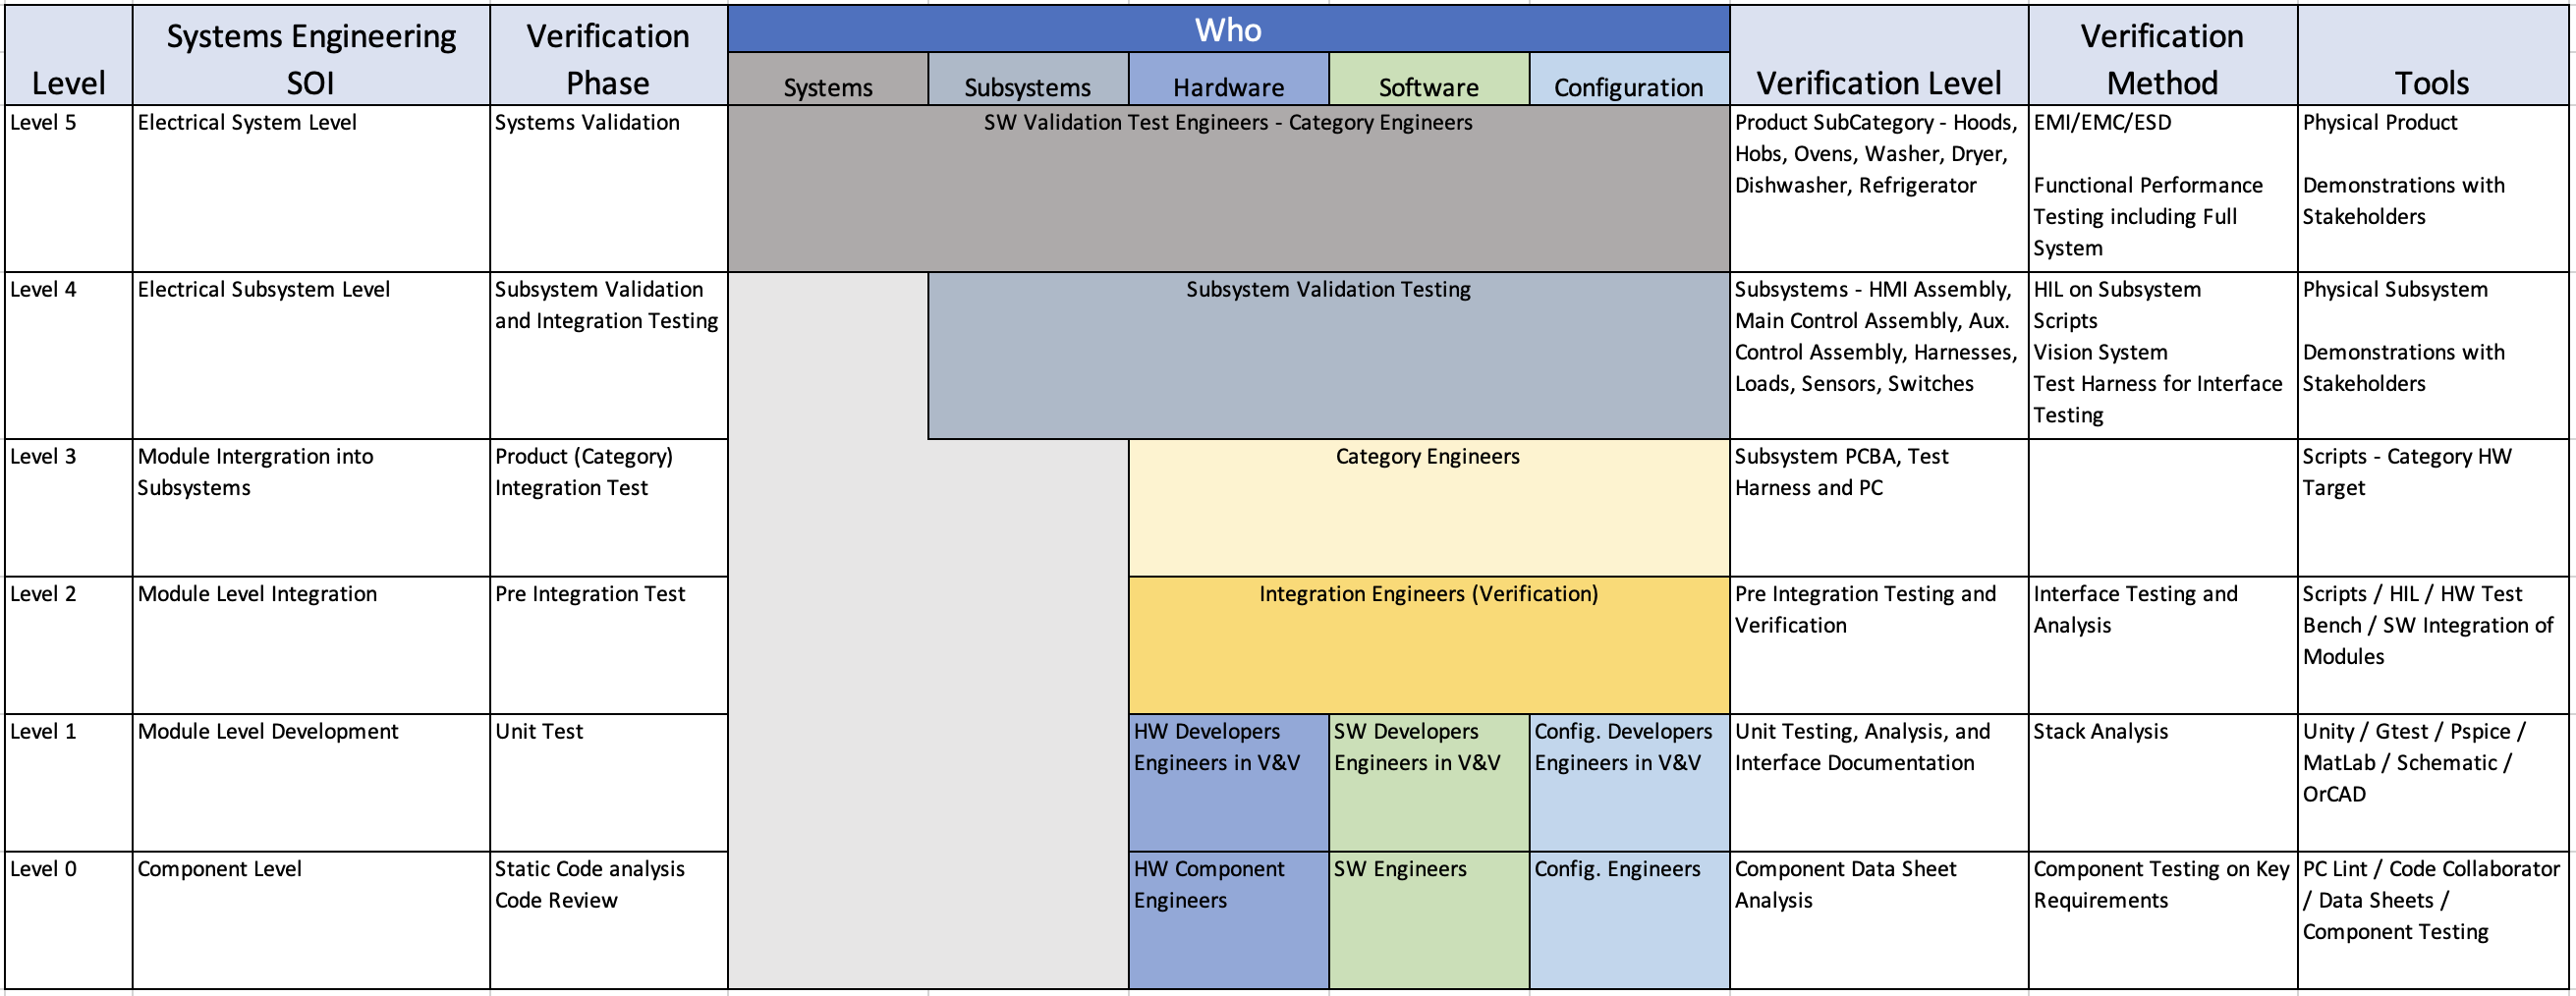 Level
Systems Engineering
SOI
Verification
Phase
Who
Systems
Subsystems
Hardware
Software
Configuration
Verification Level
Verification
Method
Tools
Level 5
Electrical System Level
Systems Validation
SW Validation Test Engineers - Category Engineers
Product SubCategory - Hoods,
Hobs, Ovens, Washer, Dryer,
Dishwasher, Refrigerator
EMI/EMC/ESD
Functional Performance
Testing including Full
System
Physical Product
Demonstrations with
Stakeholders
Level 4
Electrical Subsystem Level
Subsystem Validation
and Integration Testing
Subsystem Validation Testing
Subsystems - HMI Assembly,
Main Control Assembly, Aux.
Control Assembly, Harnesses,
Loads, Sensors, Switches
HIL on Subsystem
Scripts
Vision System
Test Harness for Interface
Testing
Physical Subsystem
Demonstrations with
Stakeholders
Level 3
Module Intergration into
Subsystems
Product (Category)
Integration Test
Category Engineers
Subsystem PCBA, Test
Harness and PC
Scripts - Category HW
Target
Level 2
Module Level Integration
Pre Integration Test
Integration Engineers (Verification)
Pre Integration Testing and
Verification
Interface Testing and
Analysis
Scripts / HIL / HW Test
Bench / SW Integration of
Modules
Level 1
Module Level Development
Unit Test
HW Developers
Engineers in V&V
SW Developers
Engineers in V&V
Config. Developers
Engineers in V&V
Unit Testing, Analysis, and
Interface Documentation
Stack Analysis
Unity / Gtest / Pspice /
MatLab / Schematic /
OrCAD
Level 0
Component Level
Static Code analysis
Code Review
HW Component
Engineers
SW Engineers
Config. Engineers
Component Data Sheet
Analysis
Component Testing on Key
Requirements
PC Lint / Code Collaborator
/ Data Sheets /
Component Testing